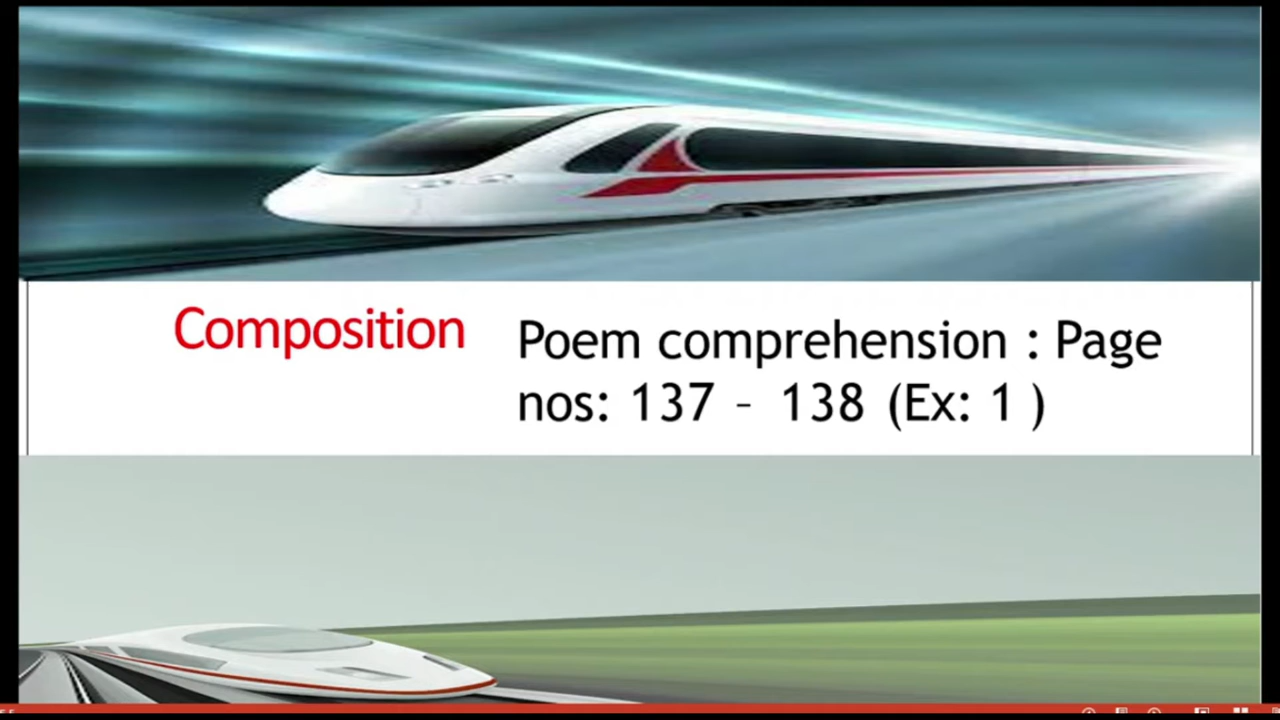 Composition
Poem comprehension : Page
nos: 137 – 138 (Ex: 1 )